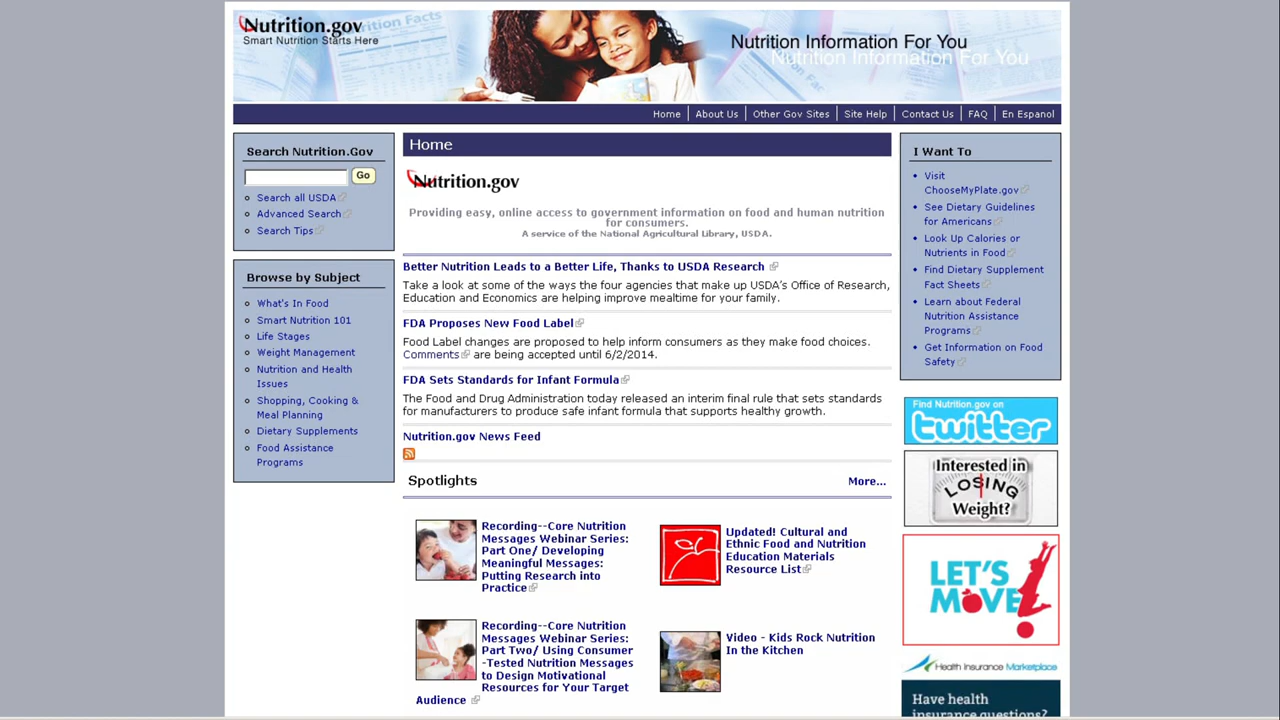 Nutrition.gov
Smart Nutrition Starts Here
Nutrition Facts
Nutrition Information For You
Nutrition Information For You
Home
About Us
Other Gov Sites
Site Help
Contact Us
FAQ
En Espanol
Search Nutrition.Gov
Go
Search all USDA
Advanced Search
Search Tips
Browse by Subject
What's In Food
Smart Nutrition 101
Life Stages
Weight Management
Nutrition and Health
Issues
Shopping, Cooking &
Meal Planning
Dietary Supplements
Food Assistance
Programs
Home
Nutrition.gov
Providing easy, online access to government information on food and human nutrition
for consumers.
A service of the National Agricultural Library, USDA.
Better Nutrition Leads to a Better Life, Thanks to USDA Research
Take a look at some of the ways the four agencies that make up USDA's Office of Research,
Education and Economics are helping improve mealtime for your family.
FDA Proposes New Food Label
Food Label changes are proposed to help inform consumers as they make food choices.
Comments are being accepted until 6/2/2014.
FDA Sets Standards for Infant Formula
The Food and Drug Administration today released an interim final rule that sets standards
for manufacturers to produce safe infant formula that supports healthy growth.
Nutrition.gov News Feed
Spotlights
More...
Recording--Core Nutrition
Messages Webinar Series:
Part One/ Developing
Meaningful Messages:
Putting Research into
Practice
Updated! Cultural and
Ethnic Food and Nutrition
Education Materials
Resource List
Recording--Core Nutrition
Messages Webinar Series:
Part Two/ Using Consumer
-Tested Nutrition Messages
to Design Motivational
Resources for Your Target
Audience
Video - Kids Rock Nutrition
In the Kitchen
I Want To
Visit
ChooseMyPlate.gov
See Dietary Guidelines
for Americans
Look Up Calories or
Nutrients in Food
Find Dietary Supplement
Fact Sheets
Learn about Federal
Nutrition Assistance
Programs
Get Information on Food
Safety
Find Nutrition.gov on
twitter
Interested in
LOSING
Weight?
LET'S
MOVE
Health Insurance Marketplace
Have health
insurance questions?